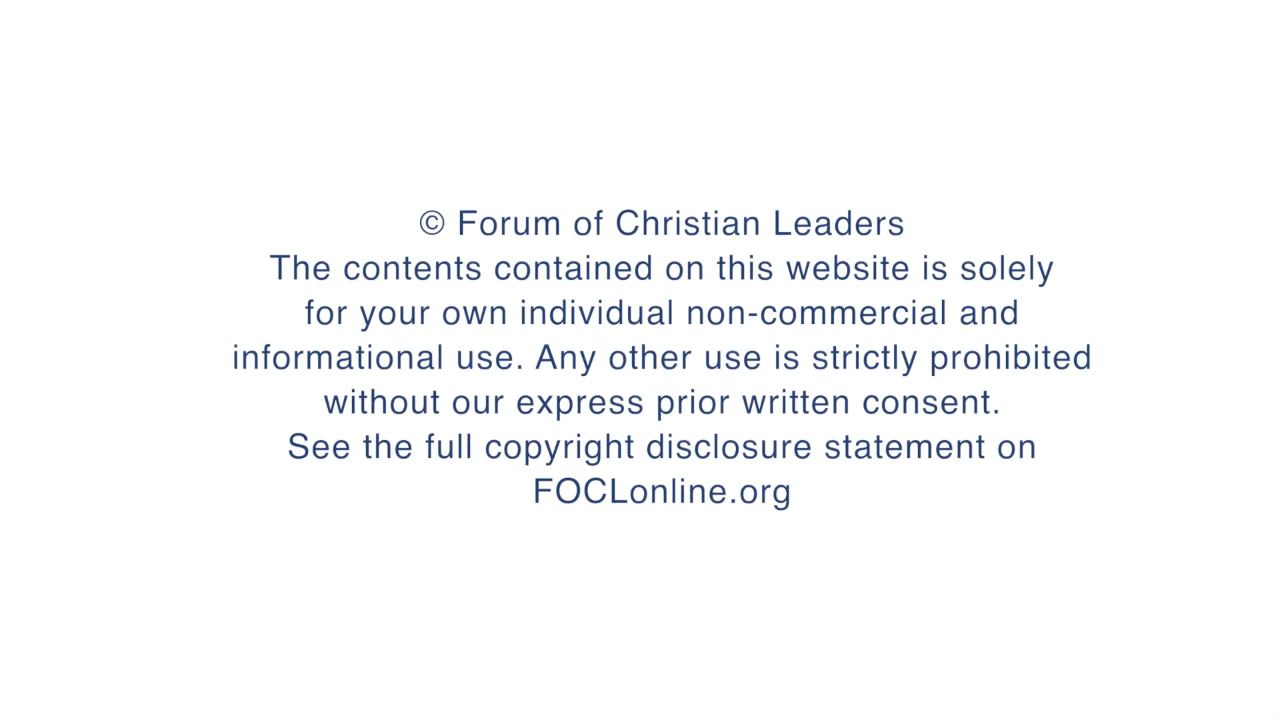 © Forum of Christian Leaders
The contents contained on this website is solely
for your own individual non-commercial and
informational use. Any other use is strictly prohibited
without our express prior written consent.
See the full copyright disclosure statement on
FOCLonline.org